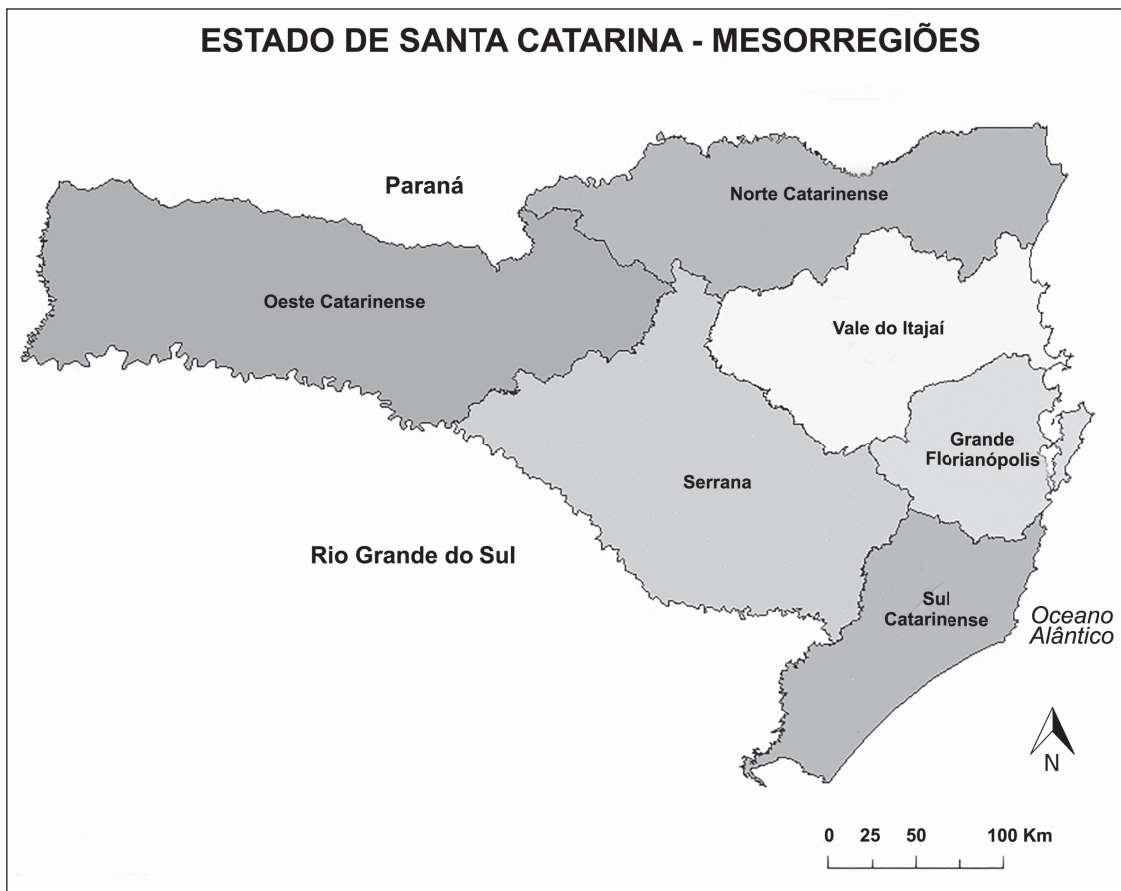 ESTADO DE SANTA CATARINA - MESORREGIÕES
Paraná
Norte Catarinense
Oeste Catarinense
Vale do Itajaí
Grande
Florianópolis
Serrana
Rio Grande do Sul
Sul
Catarinense
Oceano
Alântico
N
0 25 50 100 Km